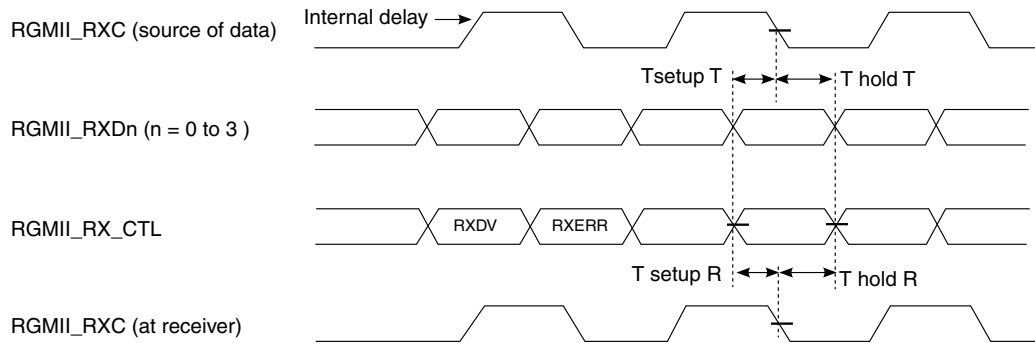 Internal delay
RGMII_RXC (source of data)
Tsetup T
T hold T
RGMII_RXDn (n = 0 to 3 )
RGMII_RX_CTL
RXDV
RXERR
T setup R
T hold R
RGMII_RXC (at receiver)